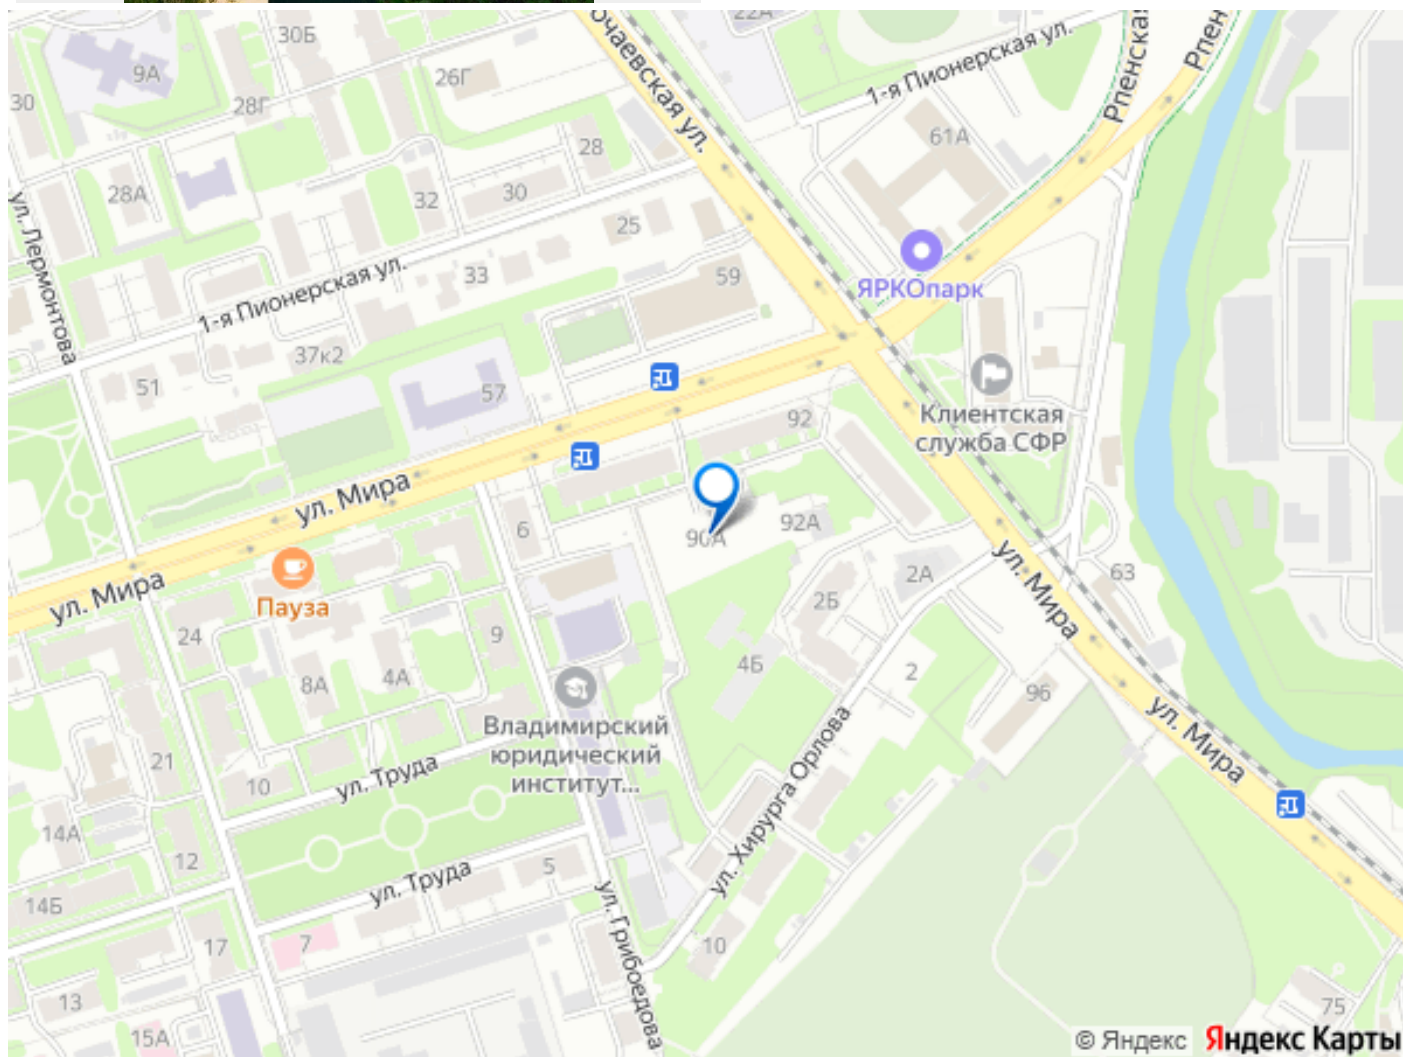 22А
30Б
очаевская ул.
1-я Пионерская ул.
Рпенская
Рпен
9А
26Г
30
28Г
61А
28
28А
32
30
25
ул. Лермонтова
33
59
ЯРКОпарк
1-я Пионерская ул.
37к2
51
57
92
Клиентская
служба СФР
ул. Мира
6
90А
92А
2А
ул. Мира
63
ул. Мира
Пауза
24
9
2Б
4Б
8А
4А
2
96
Владимирский
юридический
институт...
ул. Мира
21
10
ул. Труда
ул. Хирурга Орлова
14А
12
ул. Труда
5
14Б
ул. Грибоедова
17
7
10
13
75
15А
© Яндекс
Яндекс Карты